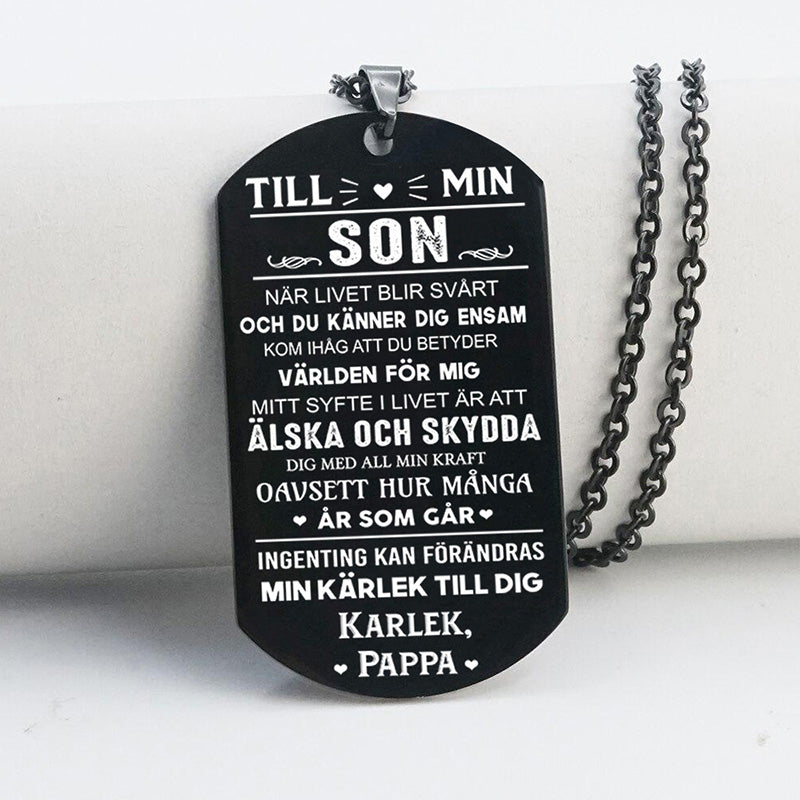 TILL MIN
SON
NÄR LIVET BLIR SVÅRT
OCH DU KÄNNER DIG ENSAM
KOM IHÅG ATT DU BETYDER
VÄRLDEN FÖR MIG
MITT SYFTE I LIVET ÄR ATT
ÄLSKA OCH SKYDDA
DIG MED ALL MIN KRAFT
OAVSETT HUR MÅNGA
ÅR SOM GÅR
INGENTING KAN FÖRÄNDRAS
MIN KÄRLEK TILL DIG
KARLEK,
PAPPA